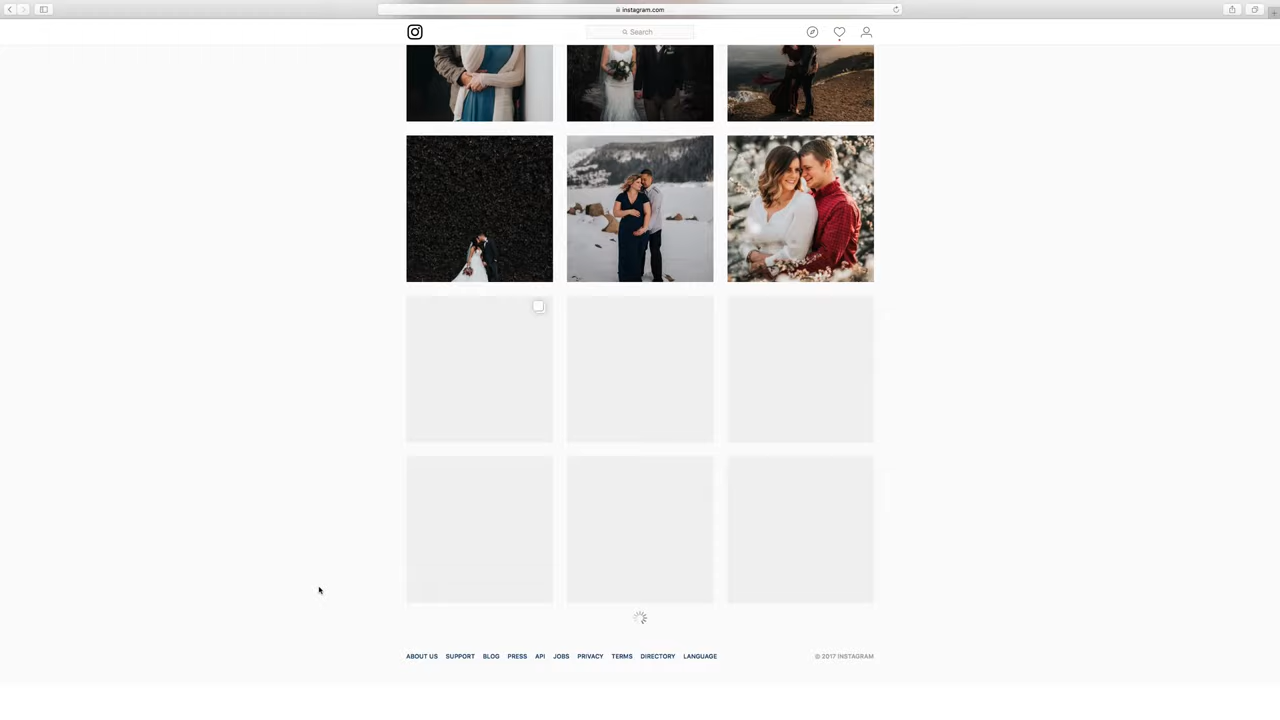 instagram.com
Search
ABOUT US SUPPORT BLOG PRESS API JOBS PRIVACY TERMS DIRECTORY LANGUAGE © 2017 INSTAGRAM